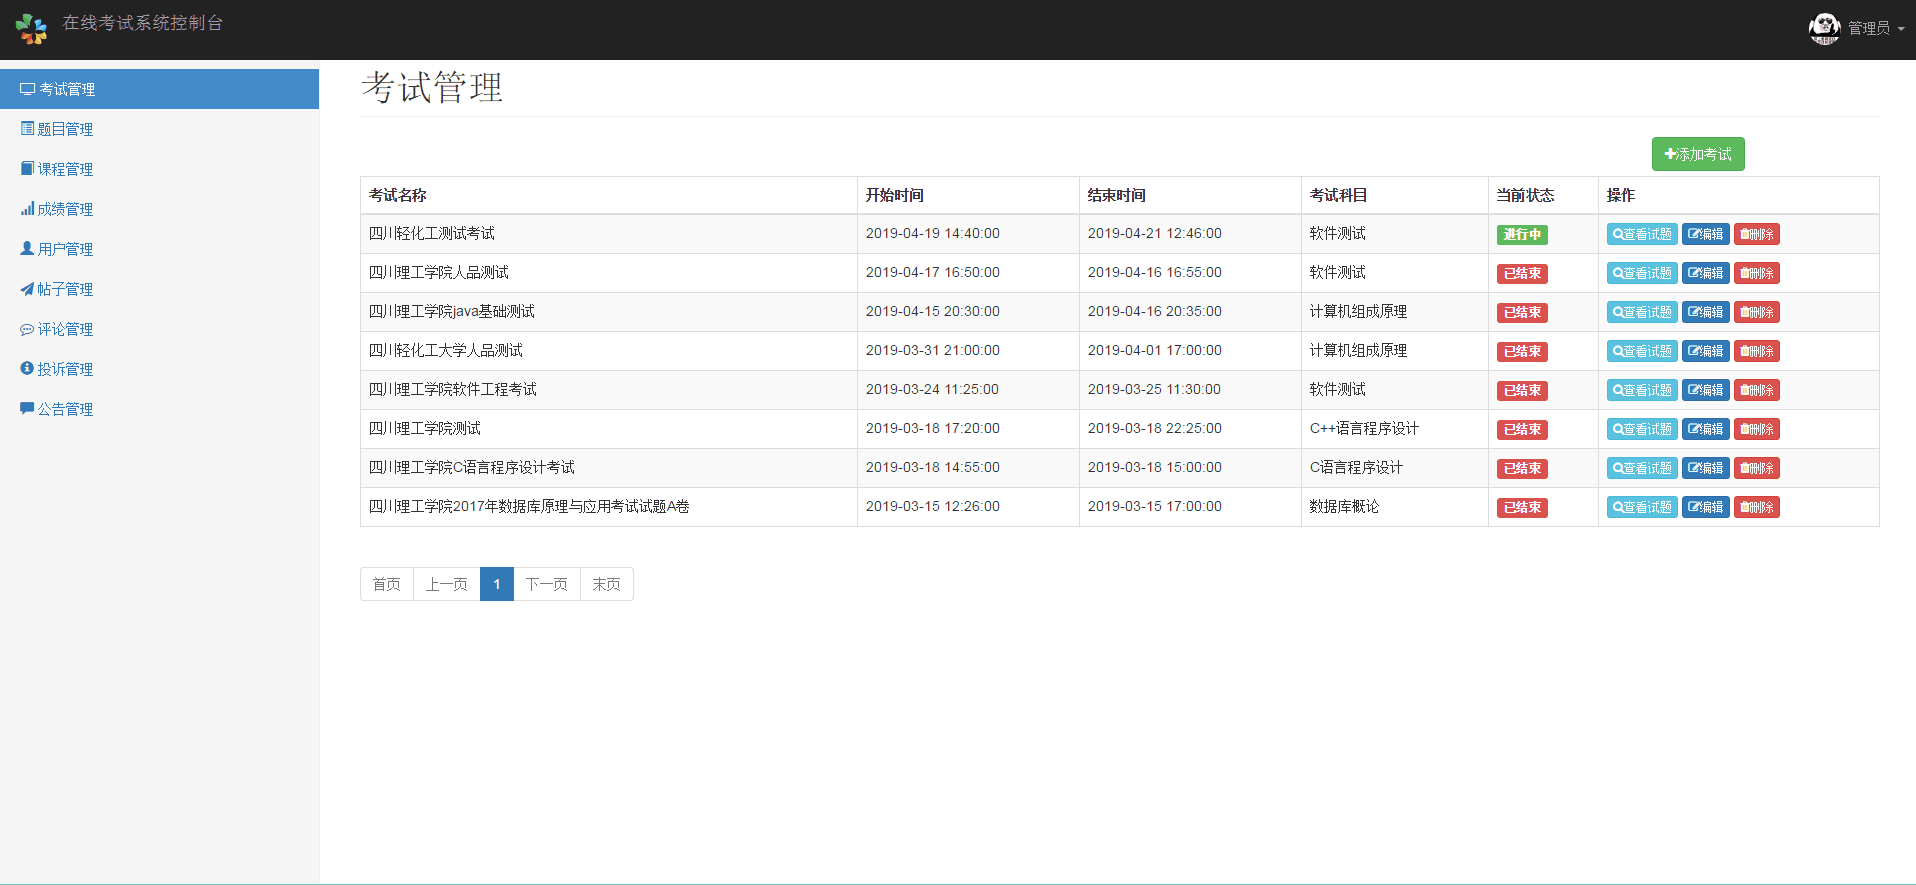 在线考试系统控制台
管理员
考试管理
题目管理
课程管理
成绩管理
用户管理
帖子管理
评论管理
投诉管理
公告管理
考试管理
添加考试
考试名称 开始时间 结束时间 考试科目 当前状态 操作
四川轻化工测试考试 2019-04-19 14:40:00 2019-04-21 12:46:00 软件测试 进行中 查看试题 编辑 删除
四川理工学院人品测试 2019-04-17 16:50:00 2019-04-16 16:55:00 软件测试 已结束 查看试题 编辑 删除
四川理工学院java基础测试 2019-04-15 20:30:00 2019-04-16 20:35:00 计算机组成原理 已结束 查看试题 编辑 删除
四川轻化工大学人品测试 2019-03-31 21:00:00 2019-04-01 17:00:00 计算机组成原理 已结束 查看试题 编辑 删除
四川理工学院软件工程考试 2019-03-24 11:25:00 2019-03-25 11:30:00 软件测试 已结束 查看试题 编辑 删除
四川理工学院测试 2019-03-18 17:20:00 2019-03-18 22:25:00 C++语言程序设计 已结束 查看试题 编辑 删除
四川理工学院C语言程序设计考试 2019-03-18 14:55:00 2019-03-18 15:00:00 C语言程序设计 已结束 查看试题 编辑 删除
四川理工学院2017年数据库原理与应用考试试题A卷 2019-03-15 12:26:00 2019-03-15 17:00:00 数据库概论 已结束 查看试题 编辑 删除
首页 上一页 1 下一页 末页